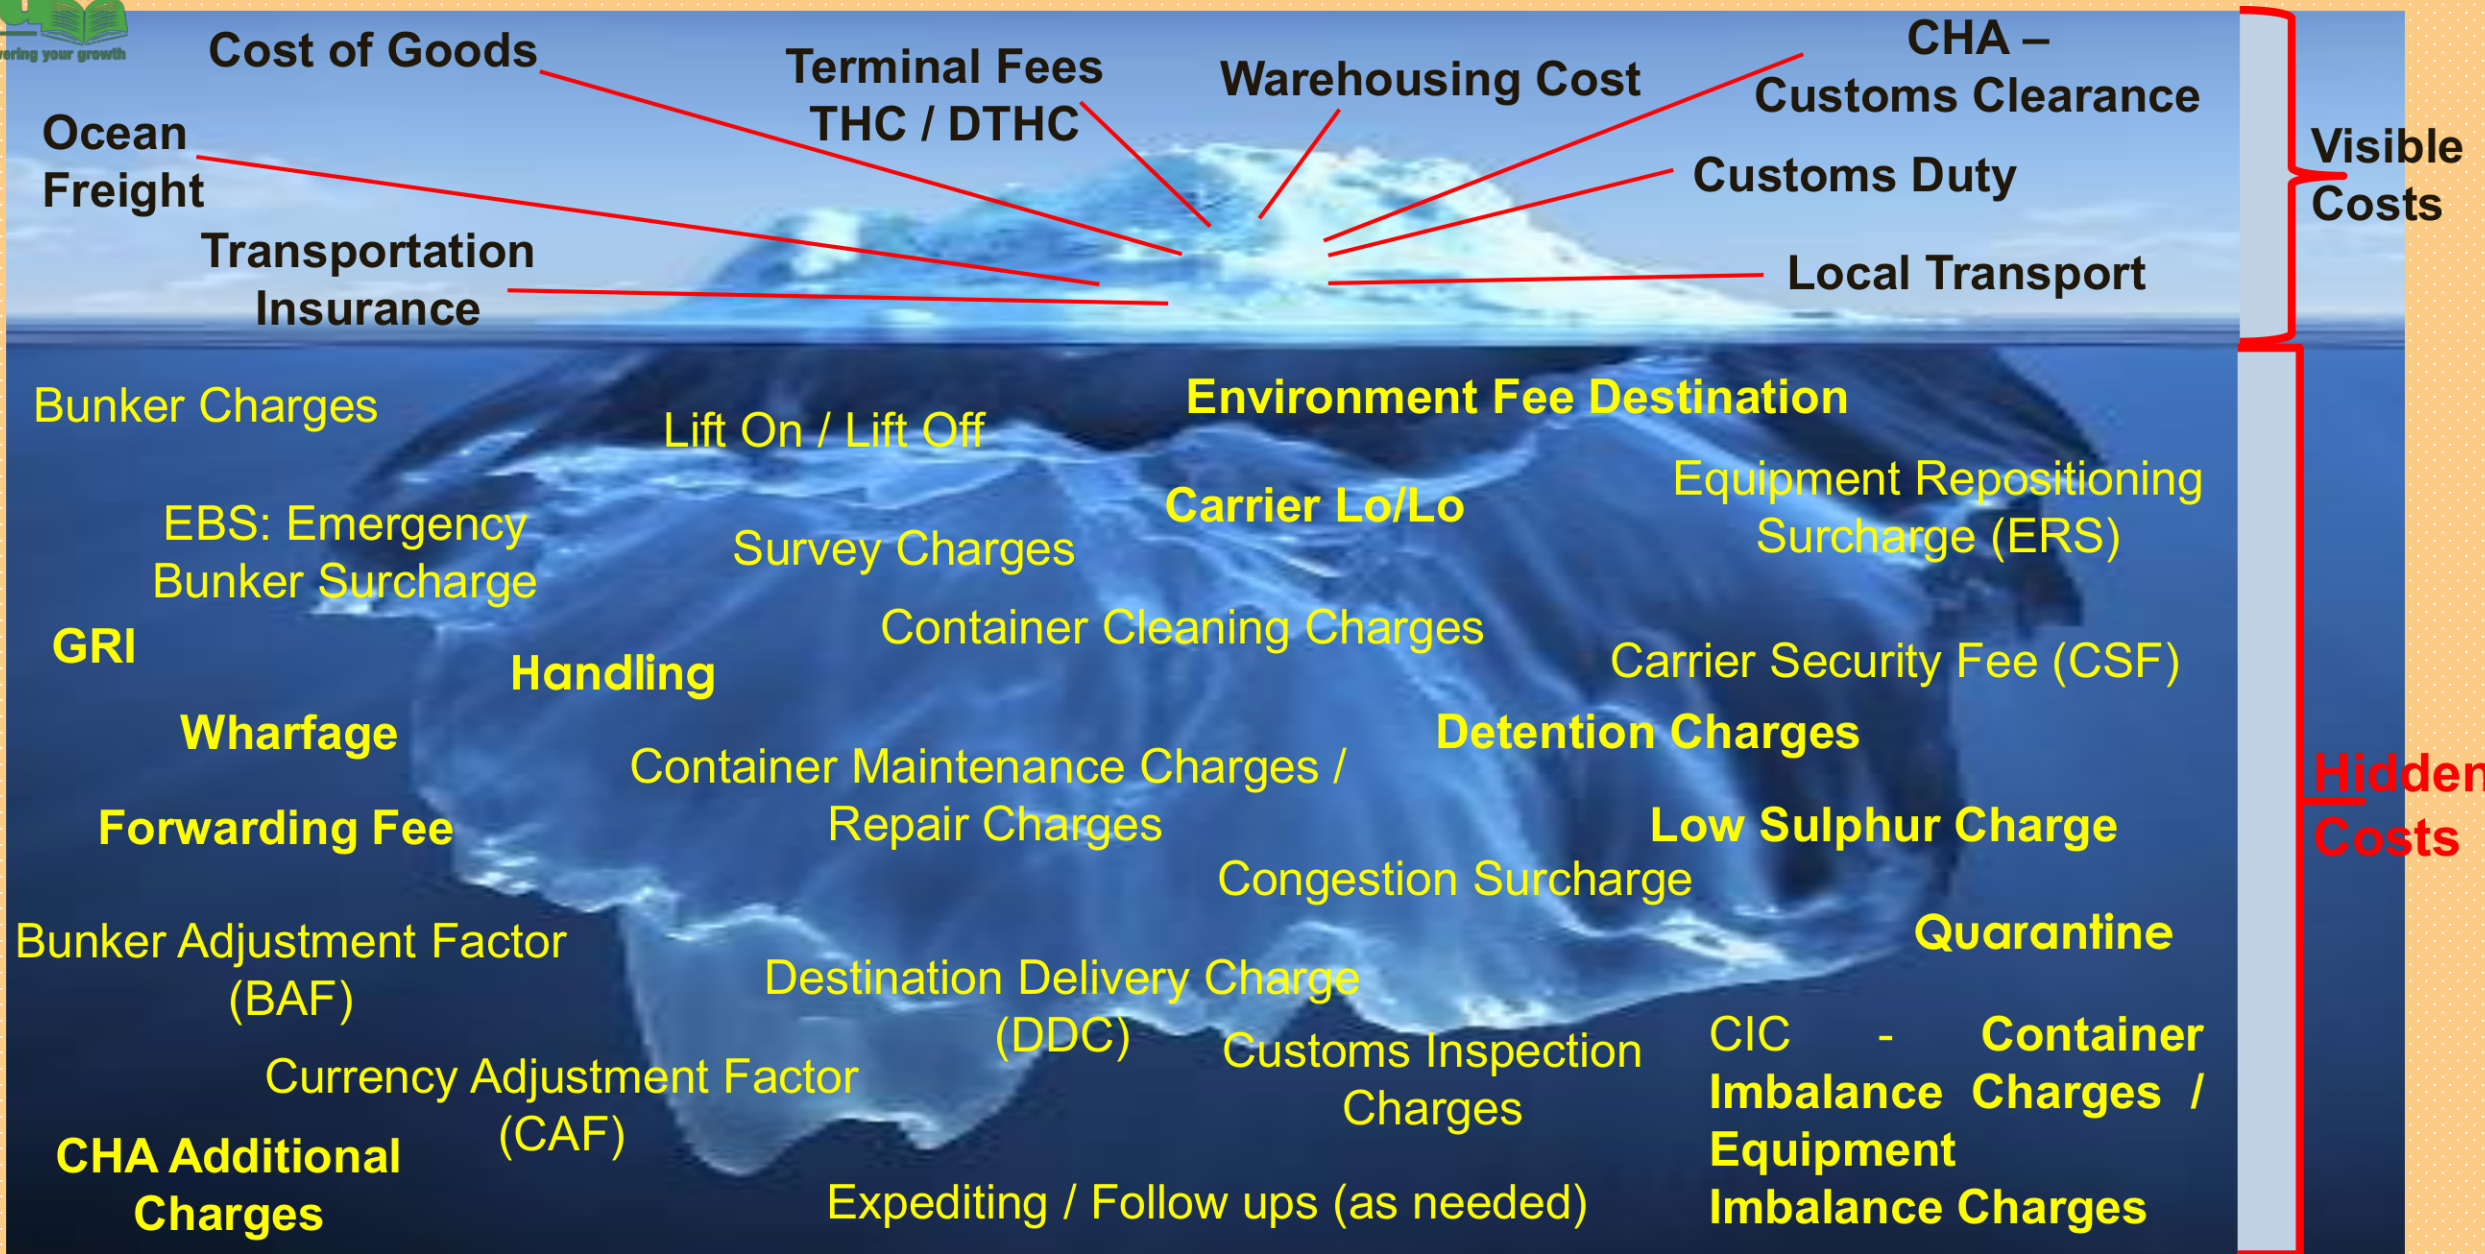 vering your growth
Cost of Goods
Terminal Fees
THC / DTHC
Warehousing Cost
CHA –
Customs Clearance
Ocean
Freight
Customs Duty
Visible
Costs
Transportation
Insurance
Local Transport
Bunker Charges
Lift On / Lift Off
Environment Fee Destination
EBS: Emergency
Bunker Surcharge
Survey Charges
Carrier Lo/Lo
Equipment Repositioning
Surcharge (ERS)
GRI
Handling
Container Cleaning Charges
Carrier Security Fee (CSF)
Wharfage
Container Maintenance Charges /
Repair Charges
Detention Charges
Hidden
Costs
Forwarding Fee
Low Sulphur Charge
Congestion Surcharge
Bunker Adjustment Factor
(BAF)
Destination Delivery Charge
(DDC)
Quarantine
Currency Adjustment Factor
(CAF)
Customs Inspection
Charges
CIC - Container
Imbalance Charges /
Equipment
Imbalance Charges
CHA Additional
Charges
Expediting / Follow ups (as needed)